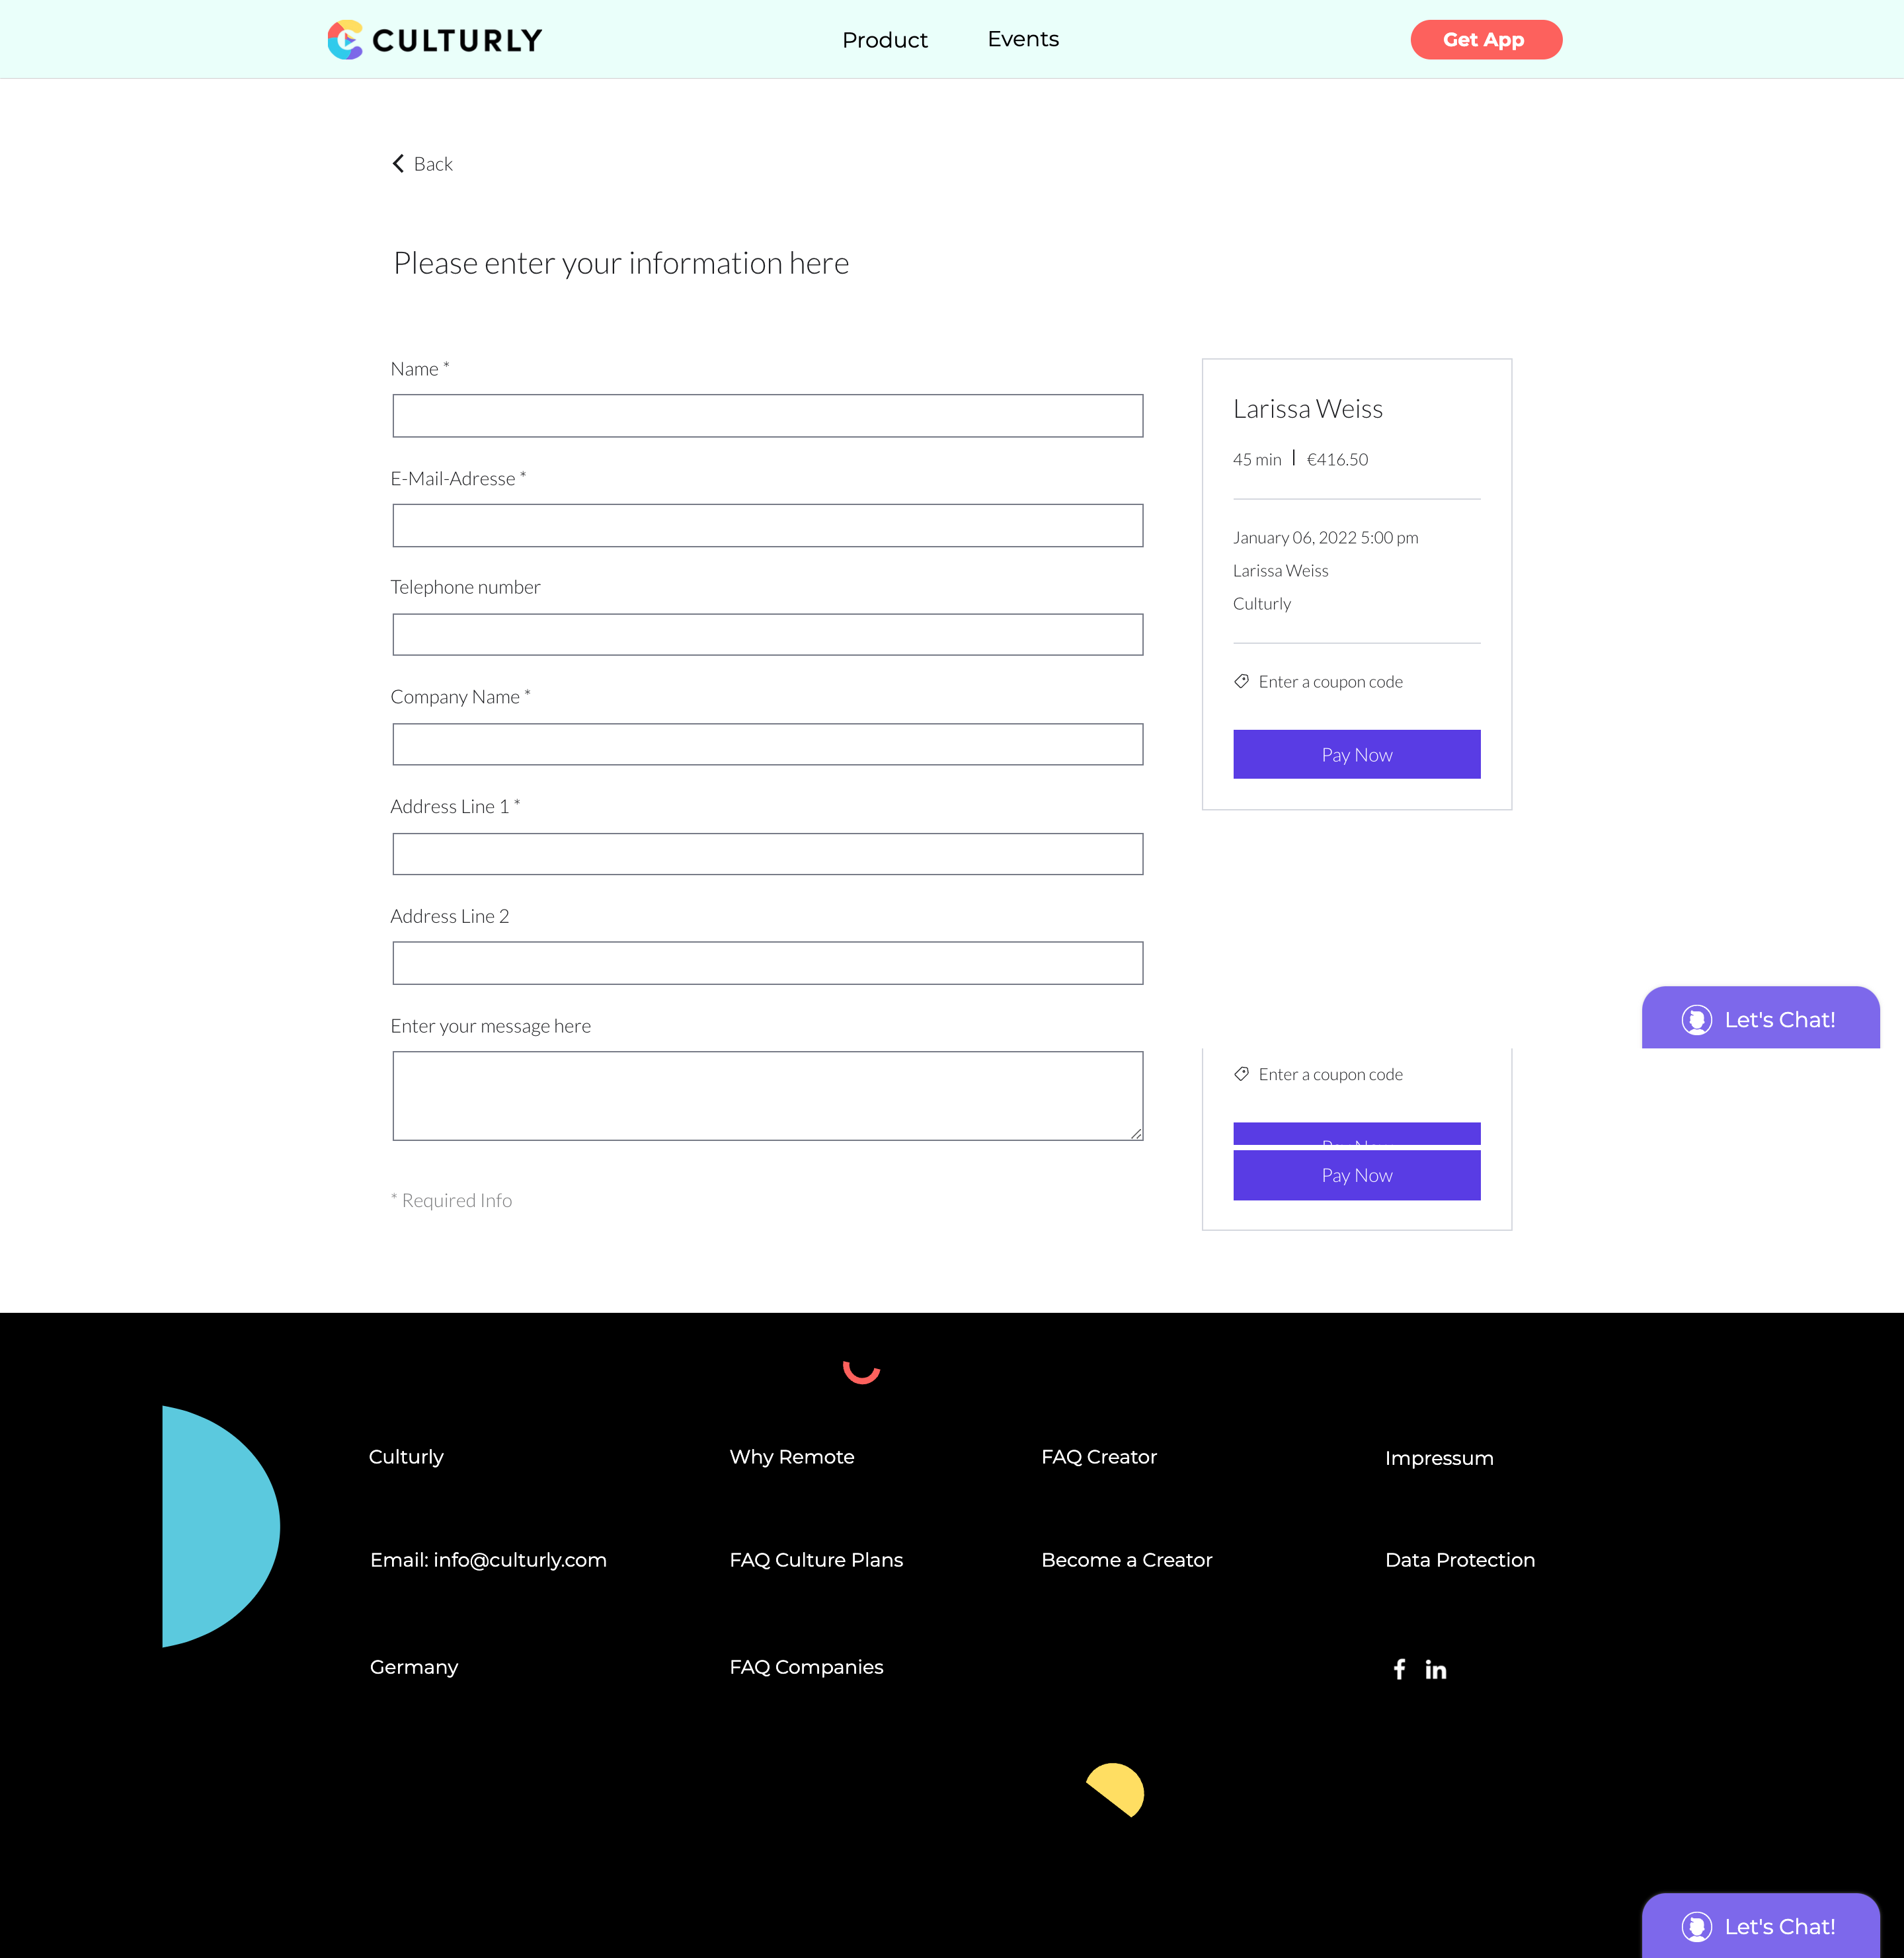 CULTURLY
Product
Events
Get App
Back
Please enter your information here
Name *
E-Mail-Adresse *
Telephone number
Company Name *
Address Line 1 *
Address Line 2
Enter your message here
* Required Info
Larissa Weiss
45 min
€416.50
January 06, 2022 5:00 pm
Larissa Weiss
Culturly
Enter a coupon code
Pay Now
Let's Chat!
Enter a coupon code
Pay Now
Pay Now
Culturly
Why Remote
FAQ Creator
Impressum
Email: info@culturly.com
FAQ Culture Plans
Become a Creator
Data Protection
Germany
FAQ Companies
Let's Chat!